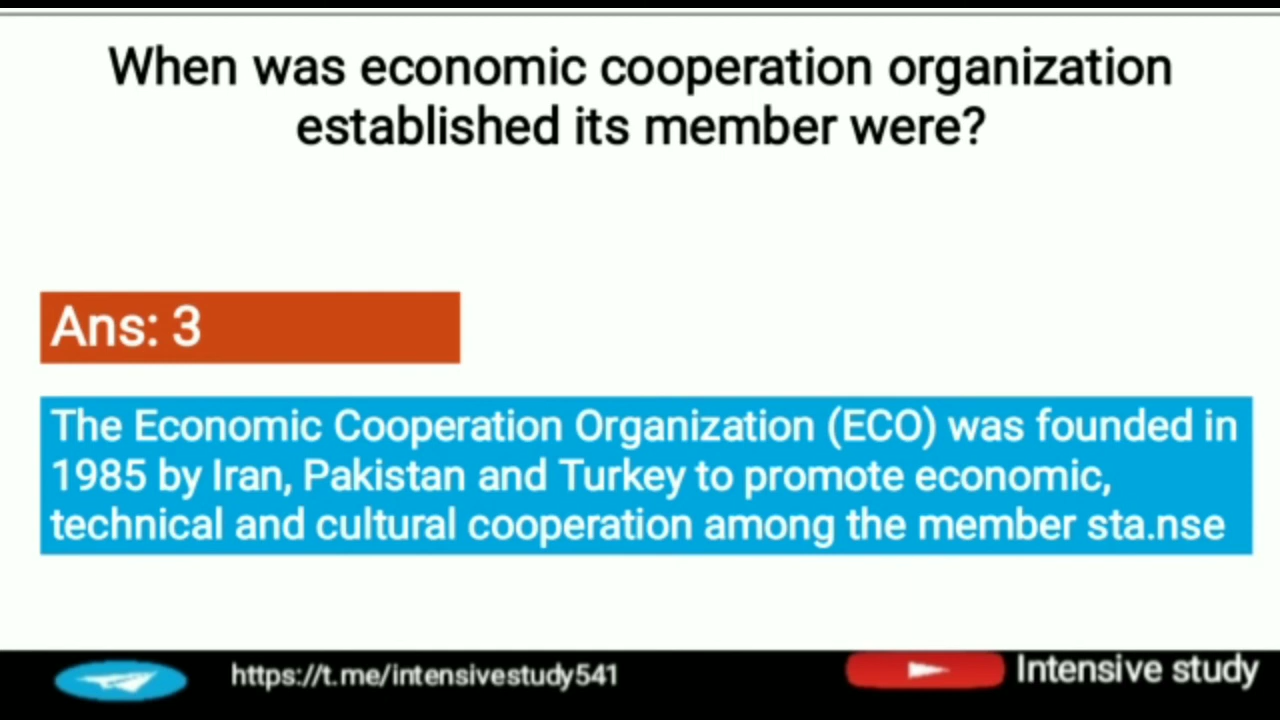 When was economic cooperation organization
established its member were?
Ans: 3
The Economic Cooperation Organization (ECO) was founded in
1985 by Iran, Pakistan and Turkey to promote economic,
technical and cultural cooperation among the member sta.nse
https://t.me/intensivestudy541
Intensive study